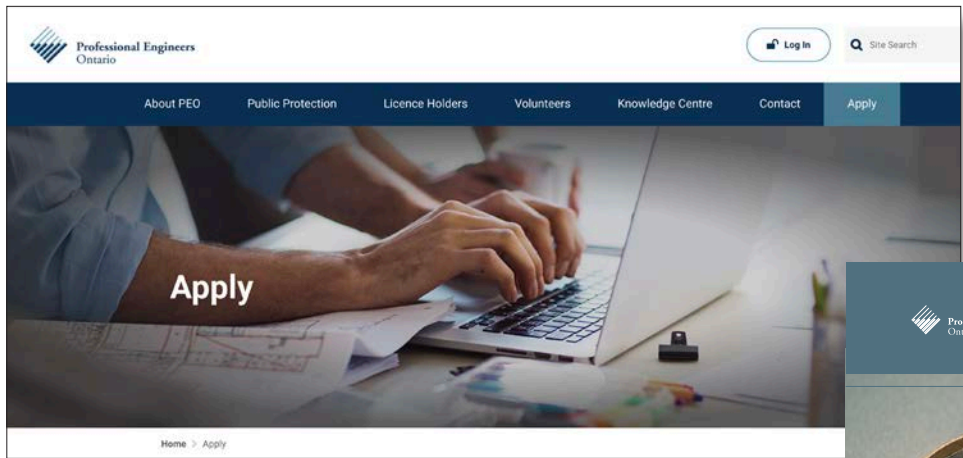 Professional Engineers
Ontario
Log In
Site Search
About PEO Public Protection Licence Holders Volunteers Knowledge Centre Contact Apply
Apply
Home > Apply